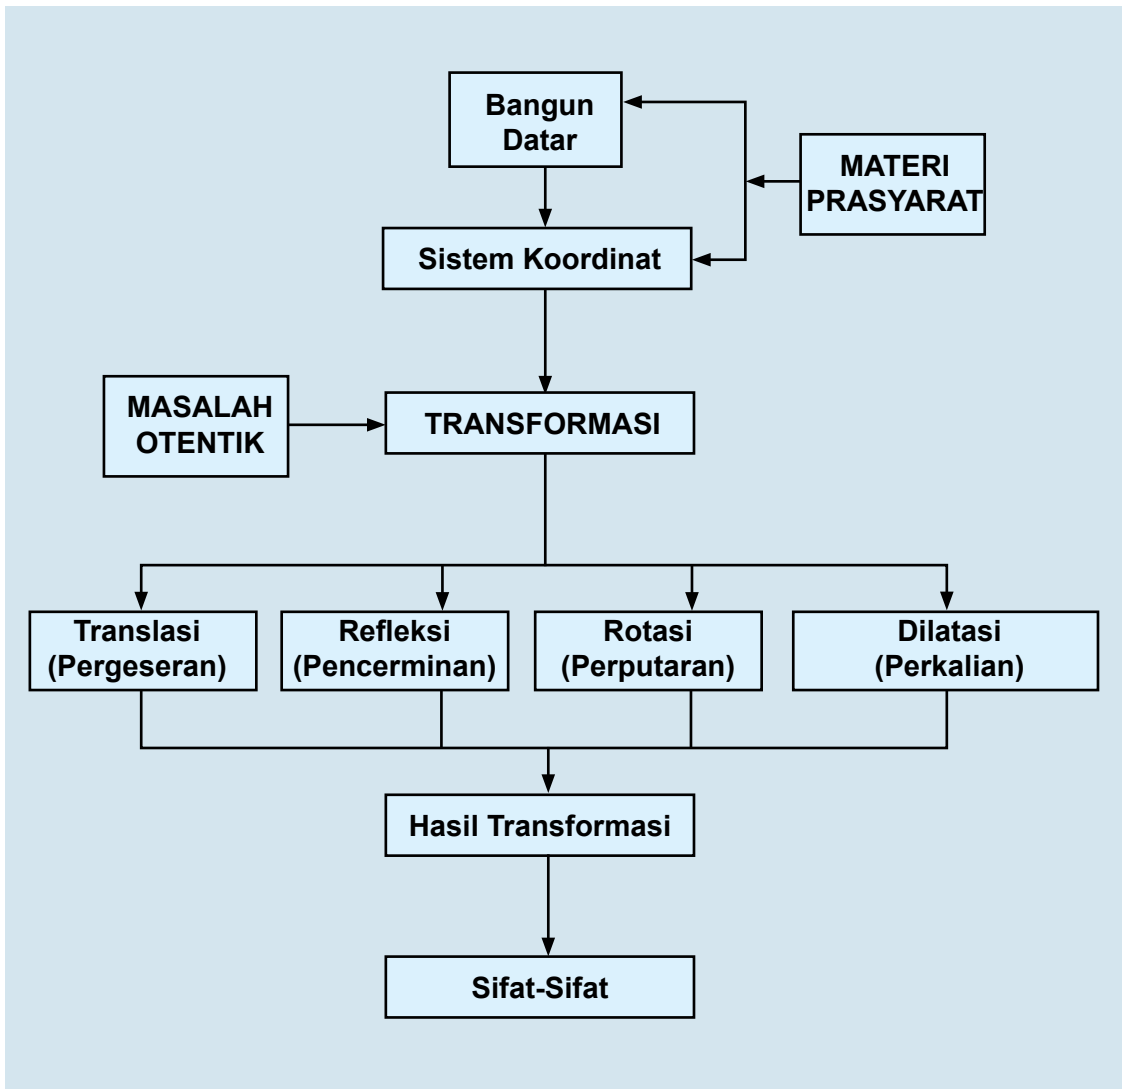 Bangun
Datar
MATERI
PRASYARAT
Sistem Koordinat
MASALAH
OTENTIK
TRANSFORMASI
Translasi
(Pergeseran)
Refleksi
(Pencerminan)
Rotasi
(Perputaran)
Dilatasi
(Perkalian)
Hasil Transformasi
Sifat-Sifat